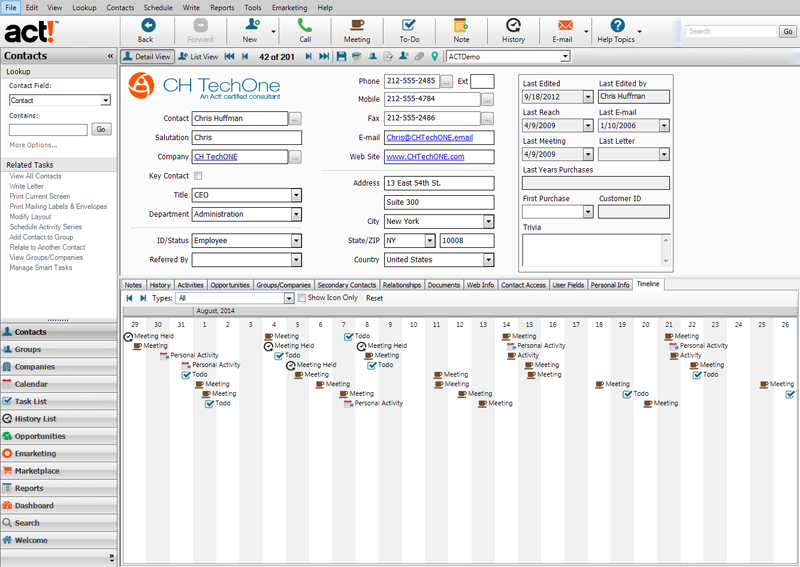 File Edit View Lookup Contacts Schedule Write Reports Tools Emarketing Help
act!
Back Forward New Call Meeting To-Do Note History E-mail Help Topics Search Go
Contacts «
Detail View List View 42 of 201 ACTDemo
Lookup
Contact Field:
Contact
Contains:
Go
More Options...
Related Tasks
View All Contacts
Write Letter
Print Current Screen
Print Mailing Labels & Envelopes
Modify Layout
Schedule Activity Series
Add Contact to Group
Relate to Another Contact
View Groups/Companies
Manage Smart Tasks
Contacts
Groups
Companies
Calendar
Task List
History List
Opportunities
Emarketing
Marketplace
Reports
Dashboard
Search
Welcome
»
CH TechOne
An Act! certified consultant
Contact Chris Huffman ...
Salutation Chris
Company CH TechONE ...
Key Contact
Title CEO
Department Administration
ID/Status Employee
Referred By
Phone 212-555-2485 ... Ext
Mobile 212-555-4784 ...
Fax 212-555-2486 ...
E-mail Chris@CHTechONE.email
Web Site www.CHTechONE.com
Address 13 East 54th St.
Suite 300
City New York
State/ZIP NY 10008
Country United States
Last Edited Last Edited by
9/18/2012 Chris Huffman
Last Reach Last E-mail
4/9/2009 1/10/2006
Last Meeting Last Letter
4/9/2009
Last Years Purchases
First Purchase Customer ID
Trivia
Notes History Activities Opportunities Groups/Companies Secondary Contacts Relationships Documents Web Info Contact Access User Fields Personal Info Timeline
Types: All Show Icon Only Reset
August, 2014
29 30 31 1 2 3 4 5 6 7 8 9 10 11 12 13 14 15 16 17 18 19 20 21 22 23 24 25 26
Meeting Held Meeting Todo Meeting Meeting
Meeting Meeting Held Meeting Held Personal Activity Personal Activity
Personal Activity Todo Meeting Activity Activity
Personal Activity Meeting Held Todo Meeting Meeting
Todo Meeting Meeting Meeting Todo
Meeting Meeting Meeting Meeting Meeting
Meeting Meeting Meeting Todo
Todo Personal Activity Meeting Meeting